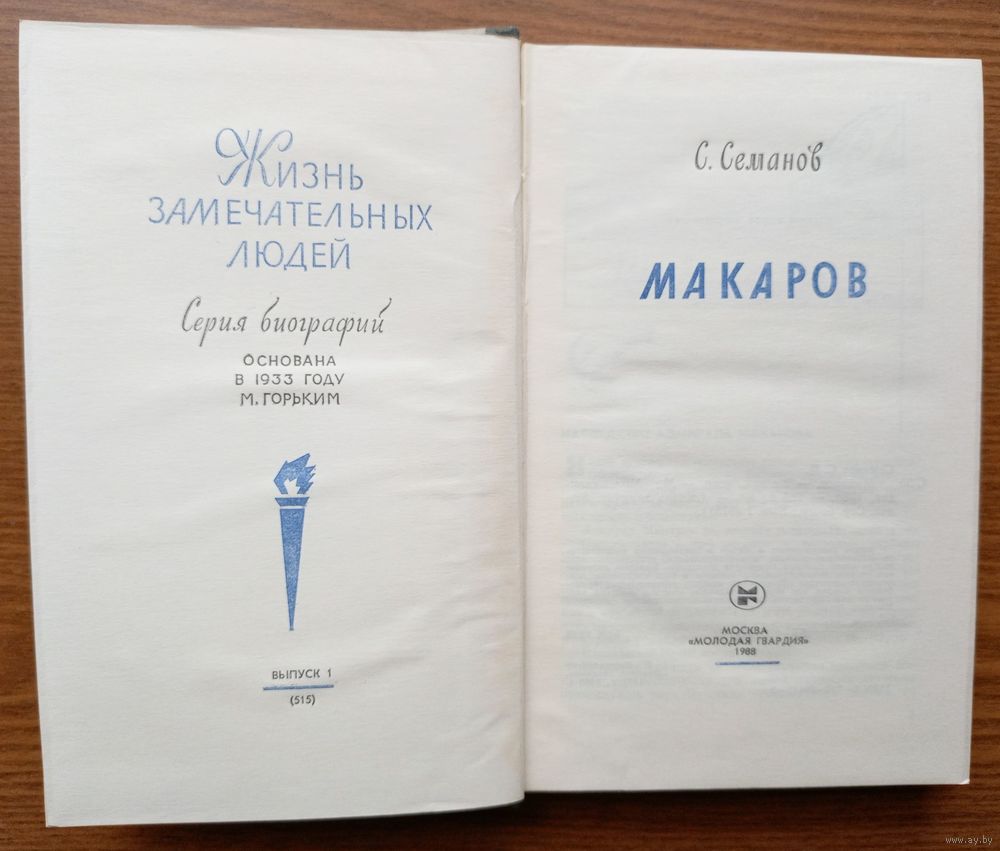 Жизнь
ЗАМЕЧАТЕЛЬНЫХ
ЛЮДЕЙ
Серия биографий
ОСНОВАНА
В 1933 ГОДУ
М. ГОРЬКИМ
ВЫПУСК 1
(515)
С. Семанов
МАКАРОВ
МОСКВА
«МОЛОДАЯ ГВАРДИЯ»
1988
www.ay.by